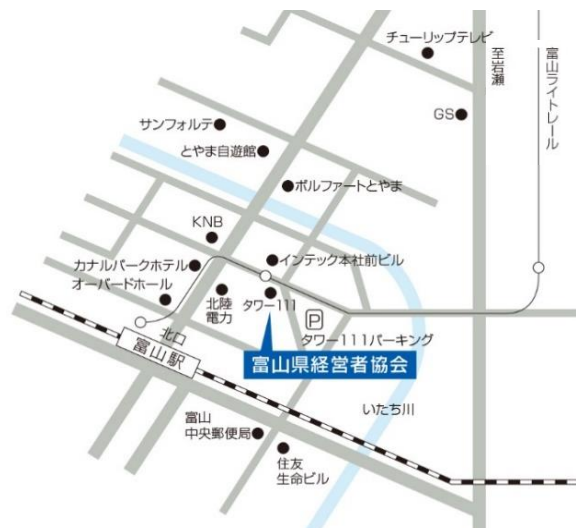 チューリップテレビ
至岩瀬
富山ライトレール
GS
サンフォルテ
とやま自遊館
ボルファートとやま
KNB
インテック本社前ビル
カナルパークホテル
オーバードホール
北陸
電力
タワー111
P
タワー111パーキング
北口
富山駅
富山県経営者協会
いたち川
富山
中央郵便局
住友
生命ビル